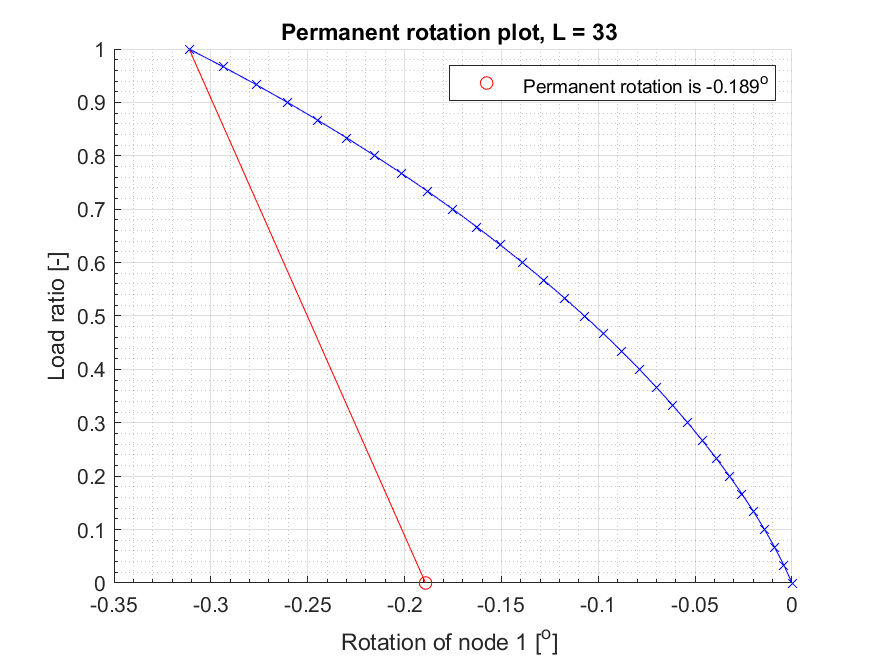 Permanent rotation plot, L = 33
Permanent rotation is -0.189°
Load ratio [-]
1
0.9
0.8
0.7
0.6
0.5
0.4
0.3
0.2
0.1
0
-0.35 -0.3 -0.25 -0.2 -0.15 -0.1 -0.05 0
Rotation of node 1 [°]